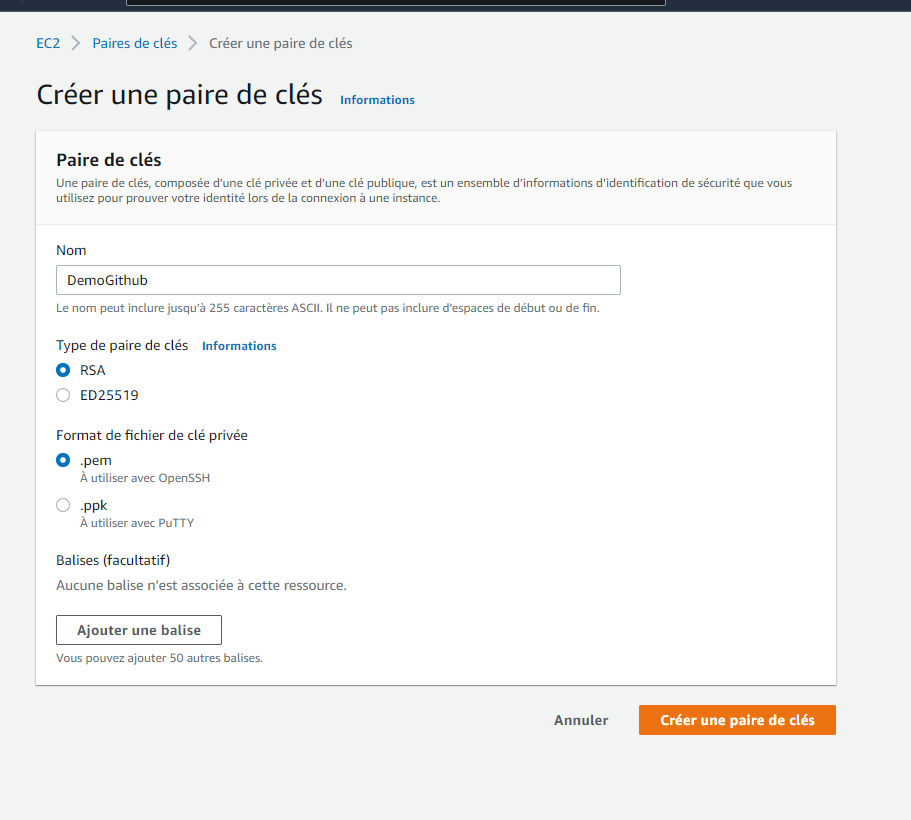 EC2 > Paires de clés > Créer une paire de clés
Créer une paire de clés Informations
Paire de clés
Une paire de clés, composée d'une clé privée et d'une clé publique, est un ensemble d'informations d'identification de sécurité que vous
utilisez pour prouver votre identité lors de la connexion à une instance.
Nom
DemoGithub
Le nom peut inclure jusqu'à 255 caractères ASCII. Il ne peut pas inclure d'espaces de début ou de fin.
Type de paire de clés Informations
RSA
ED25519
Format de fichier de clé privée
.pem
À utiliser avec OpenSSH
.ppk
À utiliser avec PuTTY
Balises (facultatif)
Aucune balise n'est associée à cette ressource.
Ajouter une balise
Vous pouvez ajouter 50 autres balises.
Annuler Créer une paire de clés